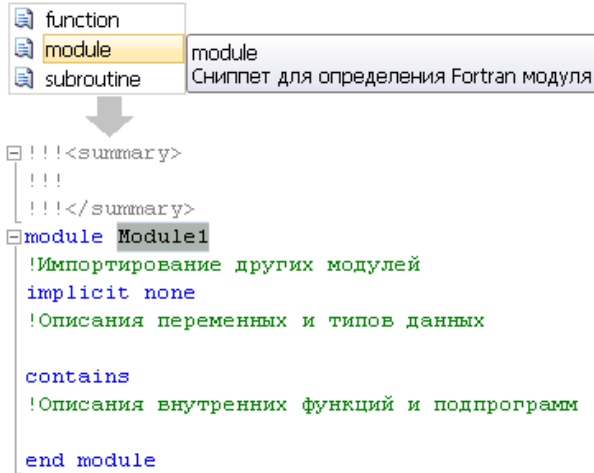 function
module
subroutine
module
Сниппет для определения Fortran модуля
!!!<summary>
!!!
!!!</summary>
module Module1
!Импортирование других модулей
implicit none
!Описания переменных и типов данных
contains
!Описания внутренних функций и подпрограмм
end module